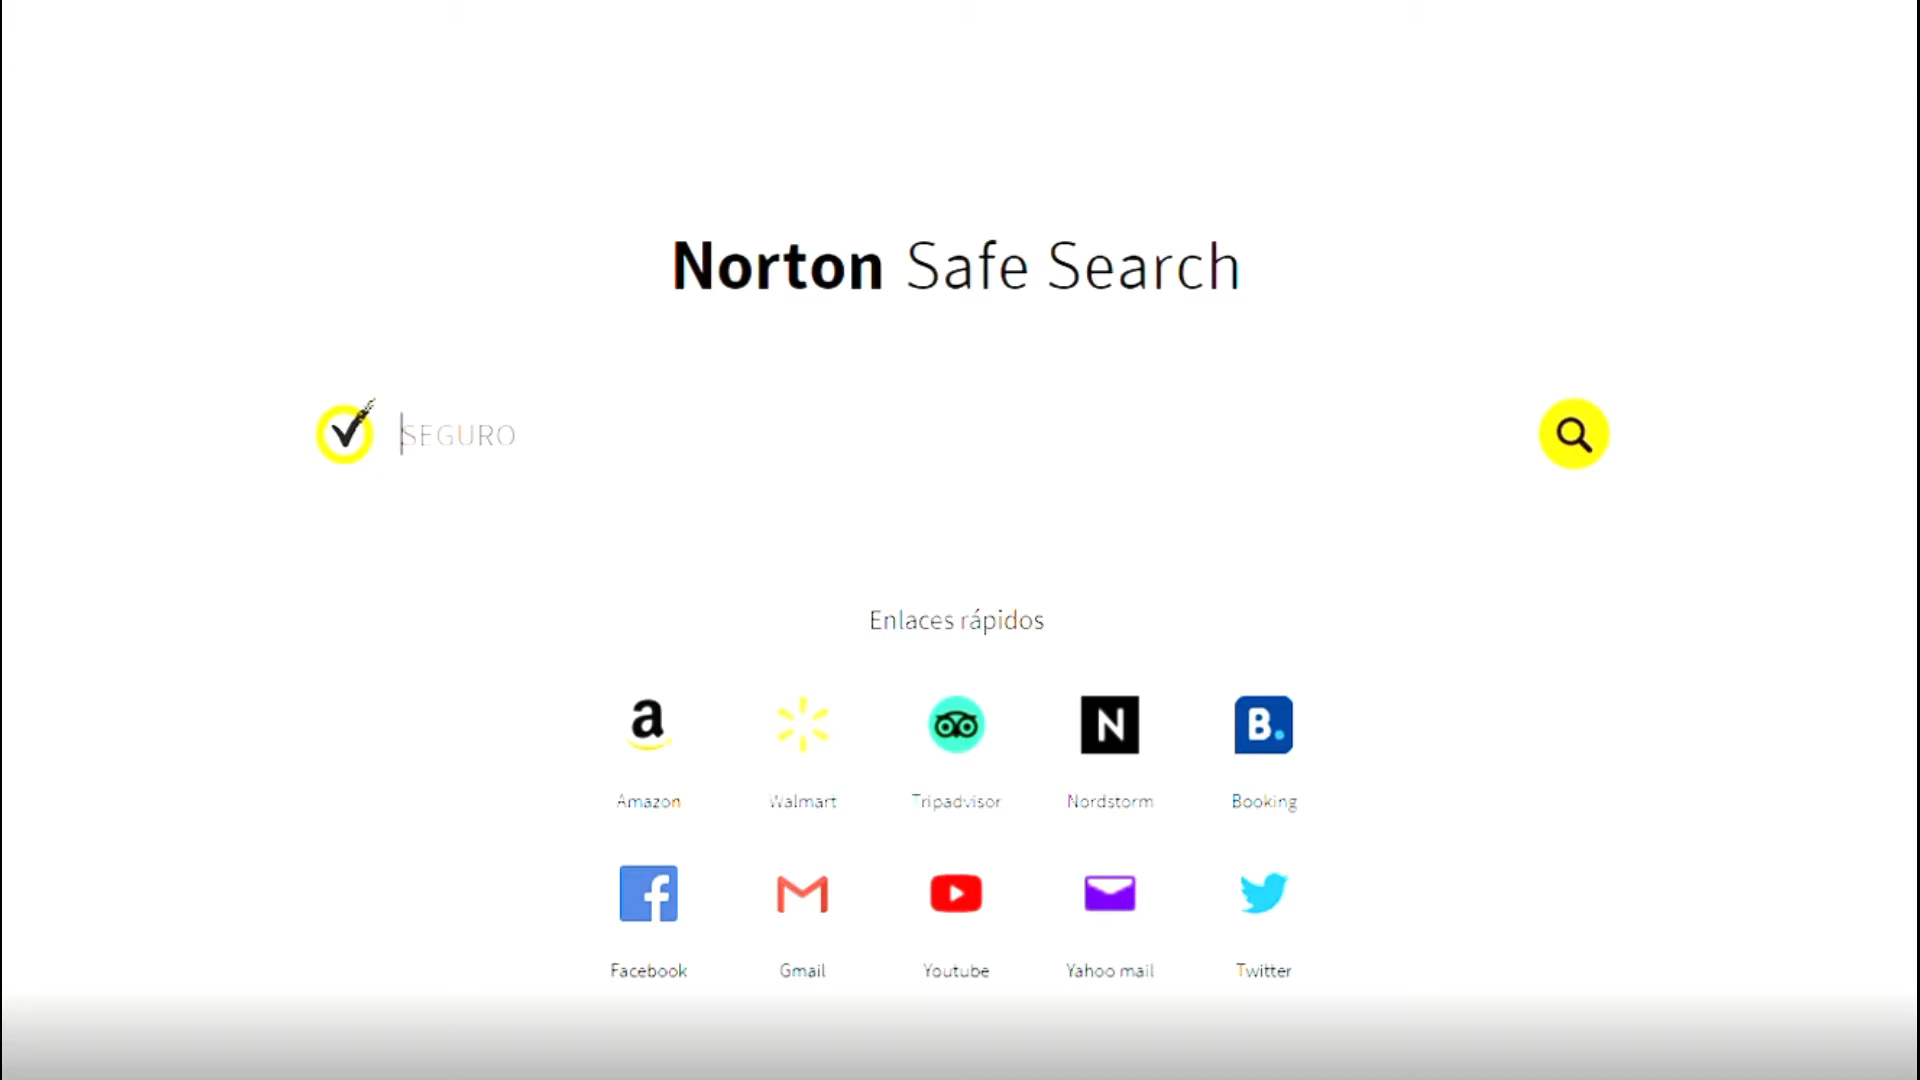 Norton Safe Search
SEGURO
Enlaces rápidos
a
N
B.
Amazon
Walmart
Tripadvisor
Nordstorm
Booking
f
M
Facebook
Gmail
Youtube
Yahoo mail
Twitter